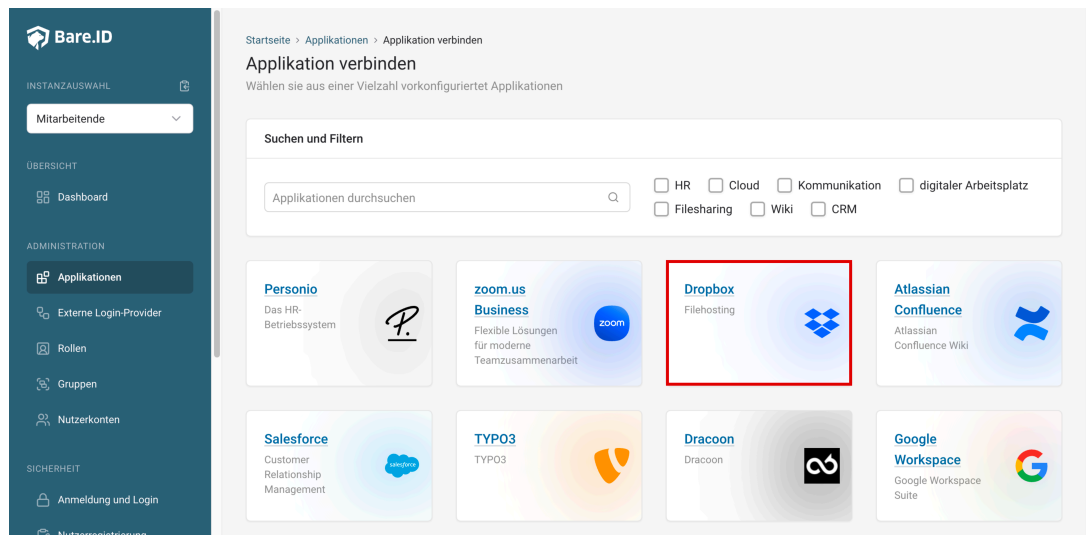 Bare.ID
INSTANZAUSWAHL
Mitarbeitende
ÜBERSICHT
Dashboard
ADMINISTRATION
Applikationen
Externe Login-Provider
Rollen
Gruppen
Nutzerkonten
SICHERHEIT
Anmeldung und Login
Nutzerregistrierung
Startseite > Applikationen > Applikation verbinden
Applikation verbinden
Wählen sie aus einer Vielzahl vorkonfiguriertet Applikationen
Suchen und Filtern
Applikationen durchsuchen
HR Cloud Kommunikation digitaler Arbeitsplatz
Filesharing Wiki CRM
Personio
Das HR-
Betriebssystem
P.
zoom.us
Business
Flexible Lösungen
für moderne
Teamzusammenarbeit
zoom
Dropbox
Filehosting
Atlassian
Confluence
Atlassian
Confluence Wiki
Salesforce
Customer
Relationship
Management
salesforce
TYPO3
TYPO3
Dracoon
Dracoon
Google
Workspace
Google Workspace
Suite
G